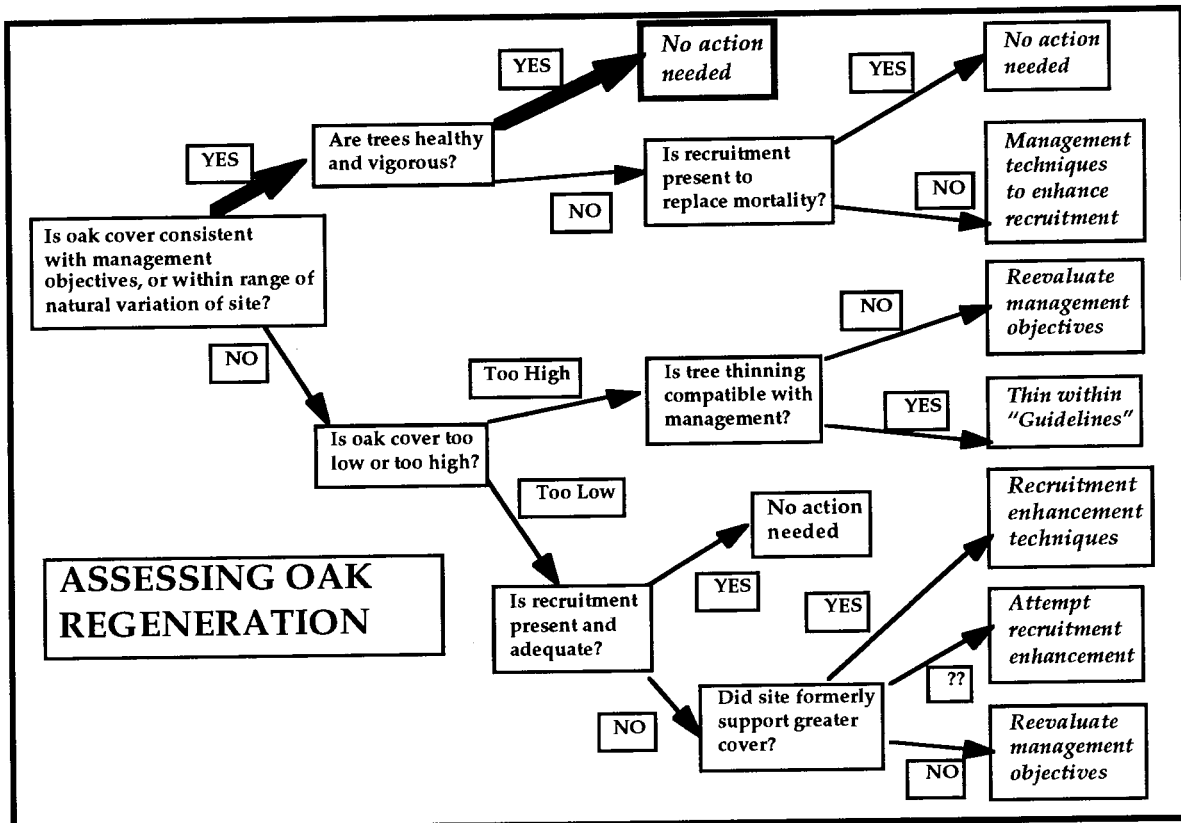 No action
needed
No action
needed
YES
YES
Are trees healthy
and vigorous?
Management
techniques
to enhance
recruitment
YES
Is recruitment
present to
replace mortality?
NO
NO
Is oak cover consistent
with management
objectives, or within range of
natural variation of site?
Reevaluate
management
objectives
NO
NO
Too High
Is tree thinning
compatible with
management?
Thin within
"Guidelines"
YES
Is oak cover too
low or too high?
Too Low
No action
needed
Recruitment
enhancement
techniques
ASSESSING OAK
REGENERATION
Is recruitment
present and
adequate?
YES
YES
Attempt
recruitment
enhancement
??
Did site formerly
support greater
cover?
NO
Reevaluate
management
objectives
NO